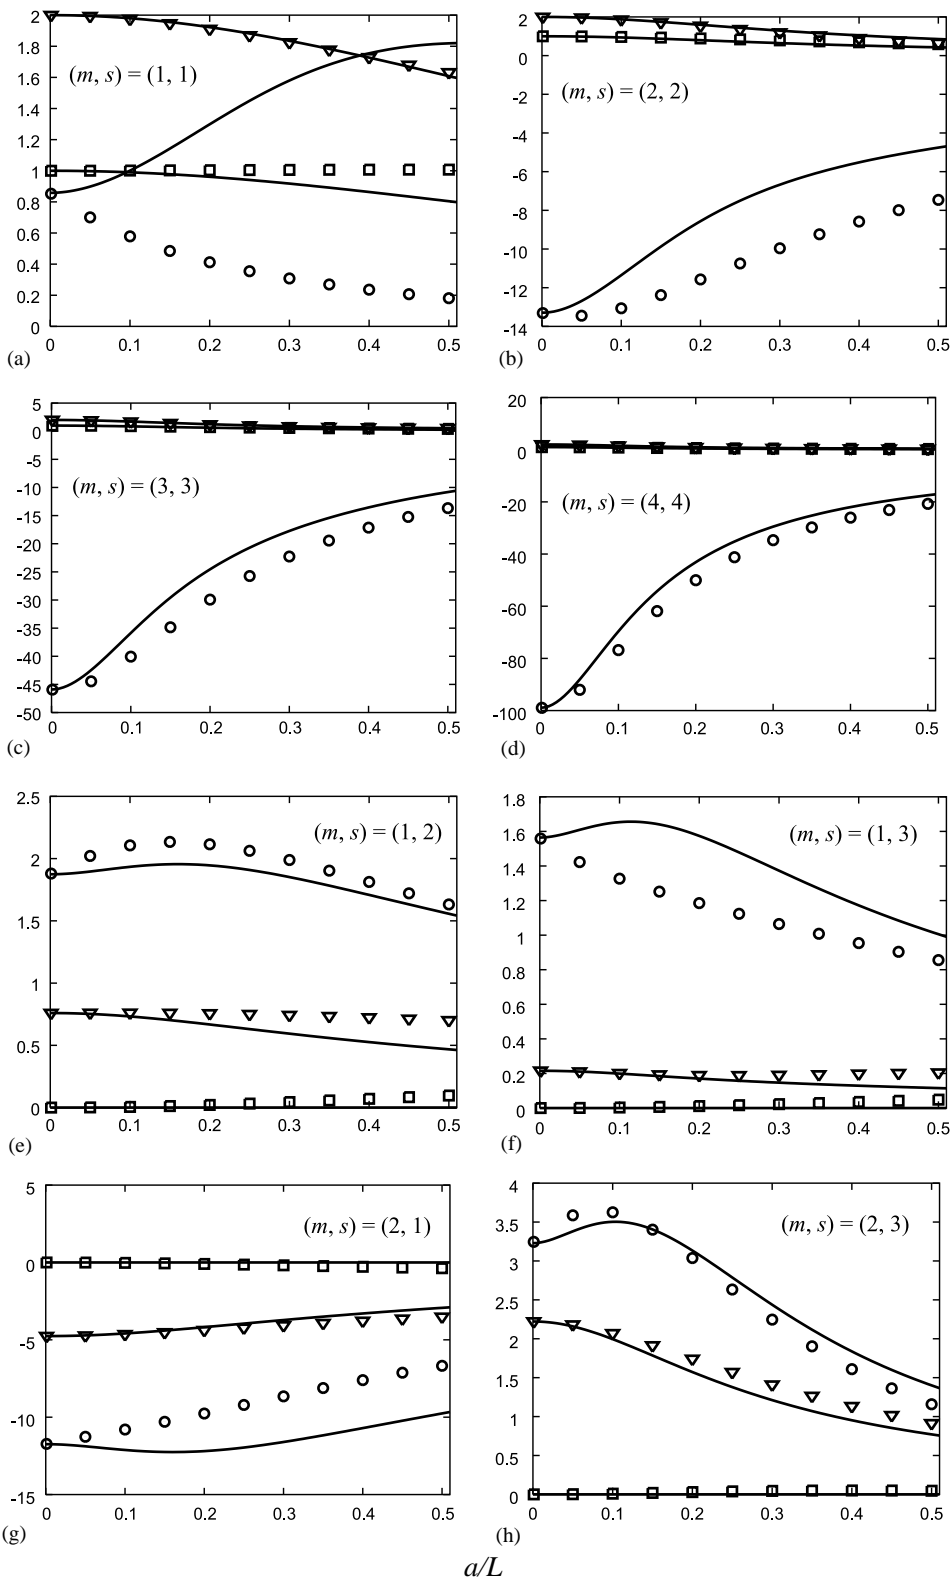 2
1.8
1.6
1.4
1.2
1
0.8
0.6
0.4
0.2
0
(m, s) = (1, 1)
0 0.1 0.2 0.3 0.4 0.5
(a)
2
0
-2
-4
-6
-8
-10
-12
-14
(m, s) = (2, 2)
0 0.1 0.2 0.3 0.4 0.5
(b)
5
0
-5
-10
-15
-20
-25
-30
-35
-40
-45
-50
(m, s) = (3, 3)
0 0.1 0.2 0.3 0.4 0.5
(c)
20
0
-20
-40
-60
-80
-100
(m, s) = (4, 4)
0 0.1 0.2 0.3 0.4 0.5
(d)
2.5
2
1.5
1
0.5
0
(m, s) = (1, 2)
0 0.1 0.2 0.3 0.4 0.5
(e)
1.8
1.6
1.4
1.2
1
0.8
0.6
0.4
0.2
0
(m, s) = (1, 3)
0 0.1 0.2 0.3 0.4 0.5
(f)
5
0
-5
-10
-15
(m, s) = (2, 1)
0 0.1 0.2 0.3 0.4 0.5
(g)
4
3.5
3
2.5
2
1.5
1
0.5
0
(m, s) = (2, 3)
0 0.1 0.2 0.3 0.4 0.5
(h)
a/L